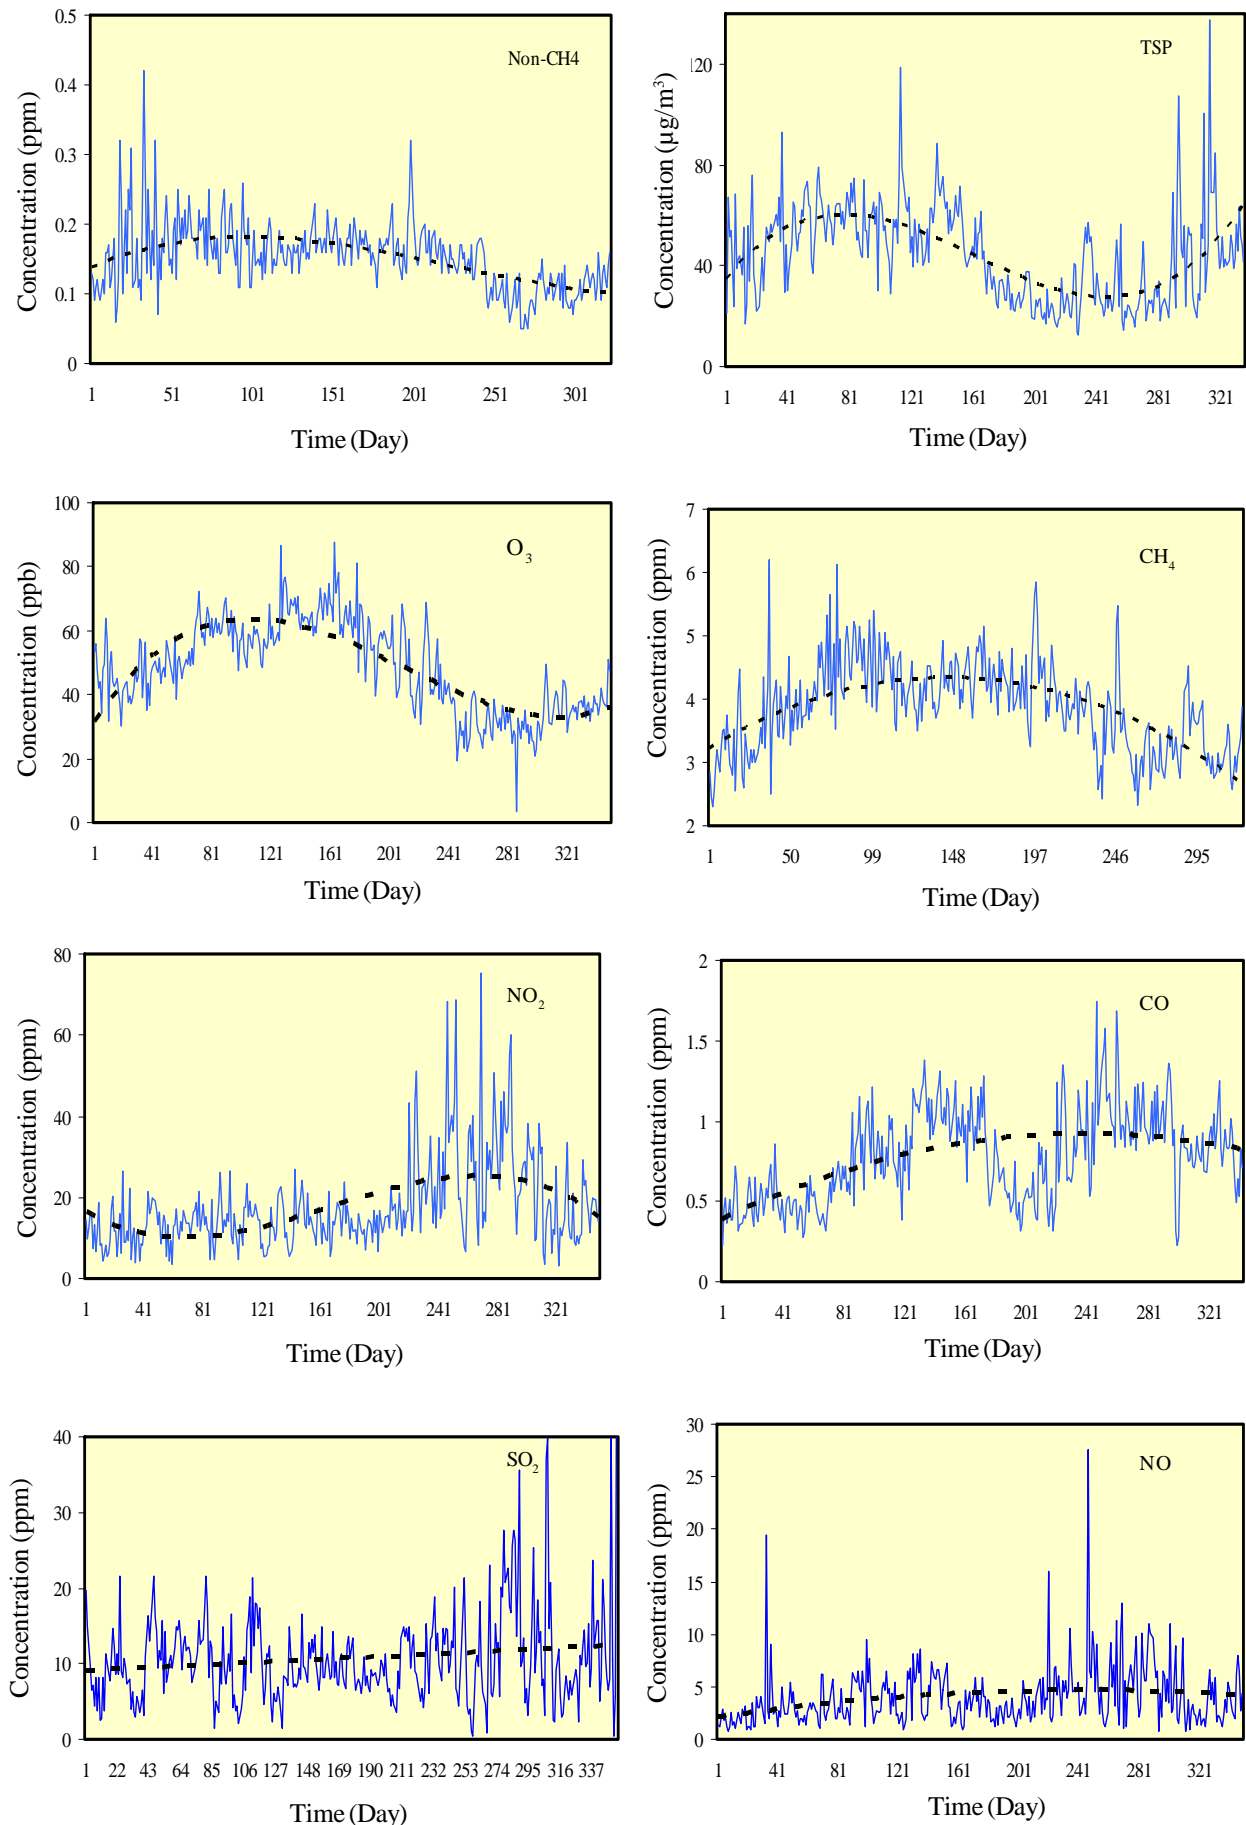 Non-CH4
Concentration (ppm)
0.5
0.4
0.3
0.2
0.1
0
1 51 101 151 201 251 301
Time (Day)
TSP
Concentration (µg/m³)
120
80
40
0
1 41 81 121 161 201 241 281 321
Time (Day)
O₃
Concentration (ppb)
100
80
60
40
20
0
1 41 81 121 161 201 241 281 321
Time (Day)
CH₄
Concentration (ppm)
7
6
5
4
3
2
1 50 99 148 197 246 295
Time (Day)
NO₂
Concentration (ppm)
80
60
40
20
0
1 41 81 121 161 201 241 281 321
Time (Day)
CO
Concentration (ppm)
2
1.5
1
0.5
0
1 41 81 121 161 201 241 281 321
Time (Day)
SO₂
Concentration (ppm)
40
30
20
10
0
1 22 43 64 85 106 127 148 169 190 211 232 253 274 295 316 337
Time (Day)
NO
Concentration (ppm)
30
25
20
15
10
5
0
1 41 81 121 161 201 241 281 321
Time (Day)